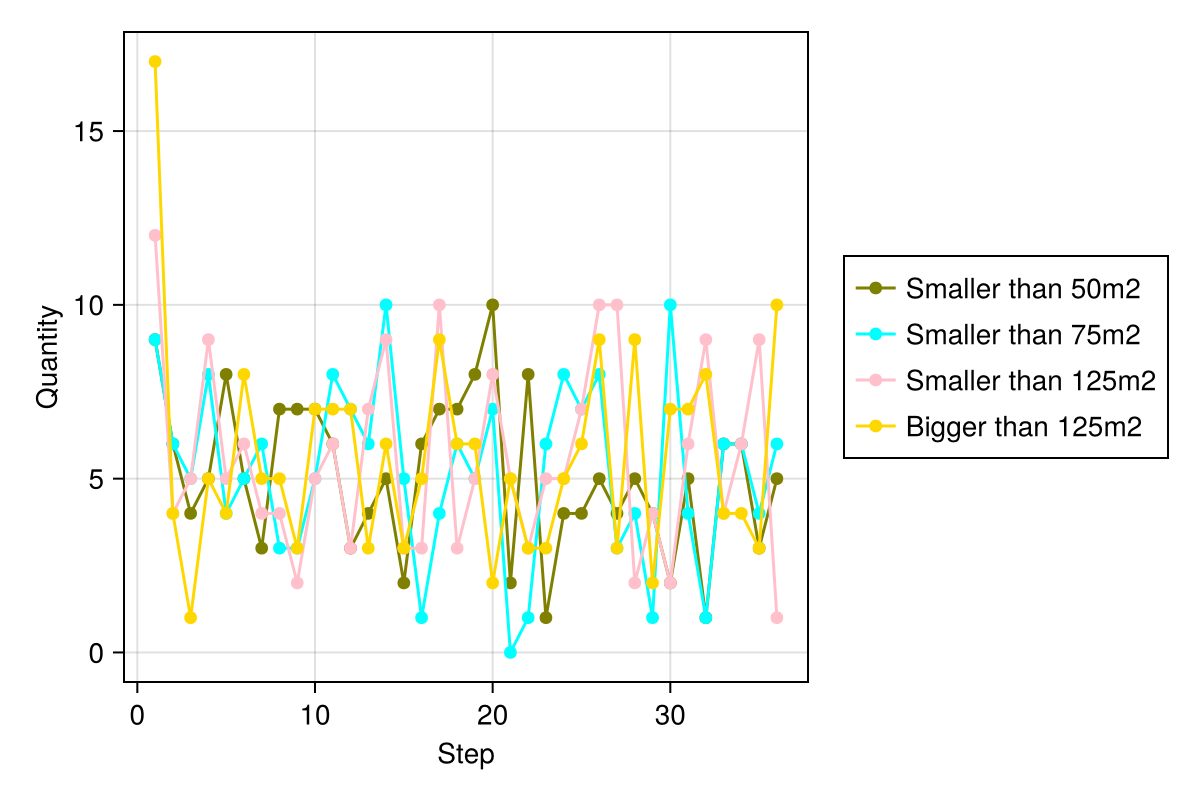 Quantity
15
10
5
0
0 10 20 30
Step
Smaller than 50m2
Smaller than 75m2
Smaller than 125m2
Bigger than 125m2